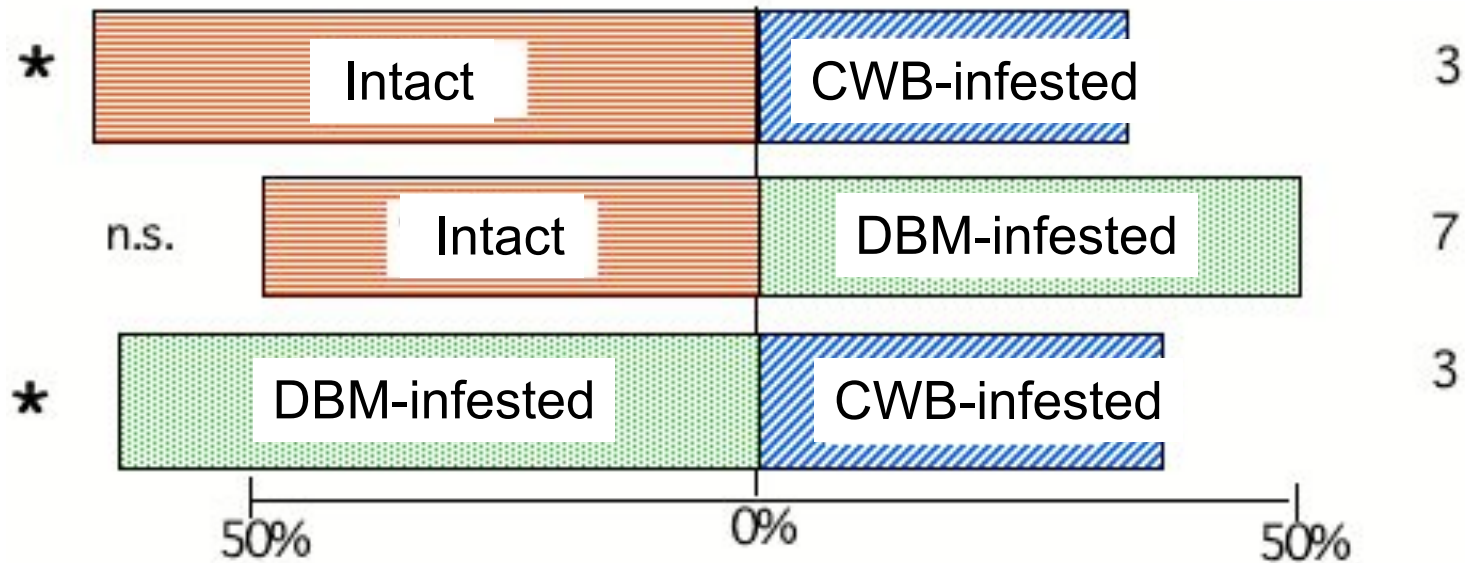 * Intact CWB-infested 3
n.s. Intact DBM-infested 7
* DBM-infested CWB-infested 3
50% 0% 50%